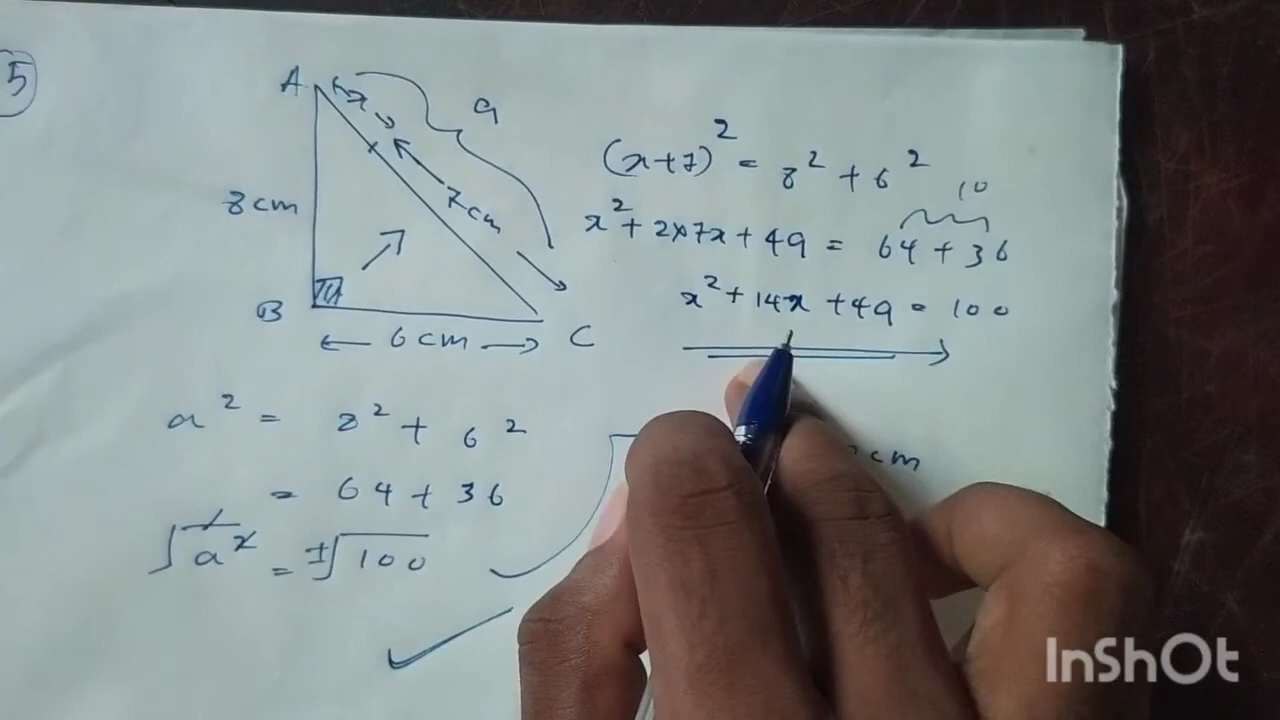 5
A x a
8cm 7cm
B 6cm C
(x+7)² = 8² + 6²
10
x² + 2×7x + 49 = 64 + 36
x² + 14x + 49 = 100
a² = 8² + 6²
= 64 + 36
√a² = ±√100
cm
InShOt